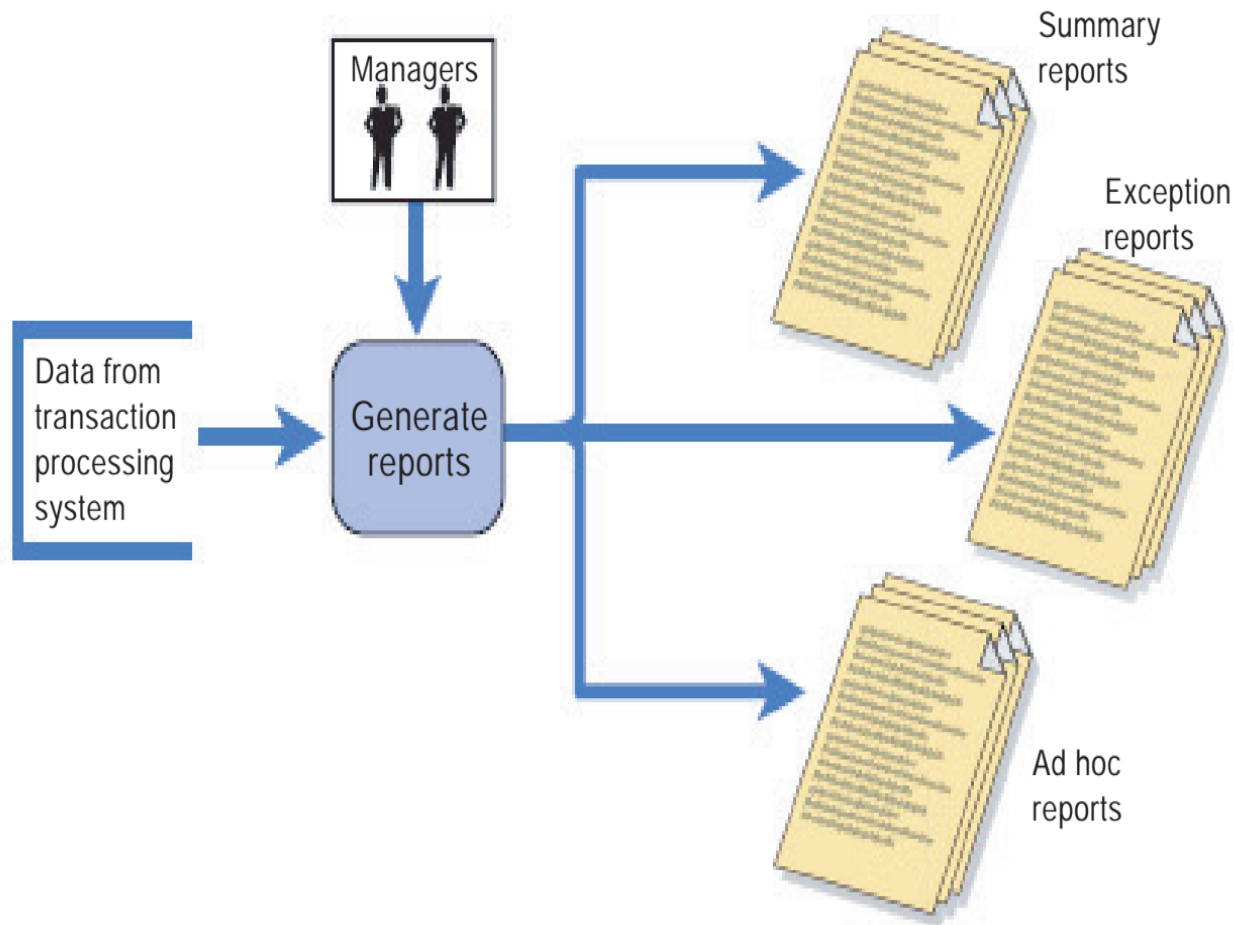 Managers
Data from
transaction
processing
system
Generate
reports
Summary
reports
Exception
reports
Ad hoc
reports